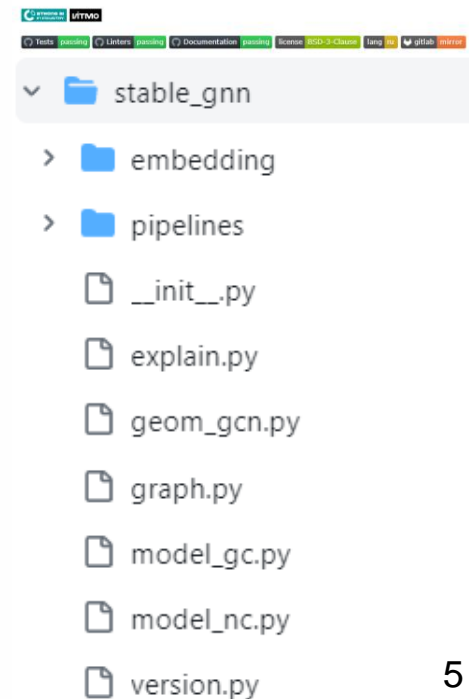 ITMO
Tests passing Linters passing Documentation passing license BSD-3-Clause lang ru gitlab mirror
stable_gnn
embedding
pipelines
__init__.py
explain.py
geom_gcn.py
graph.py
model_gc.py
model_nc.py
version.py
5